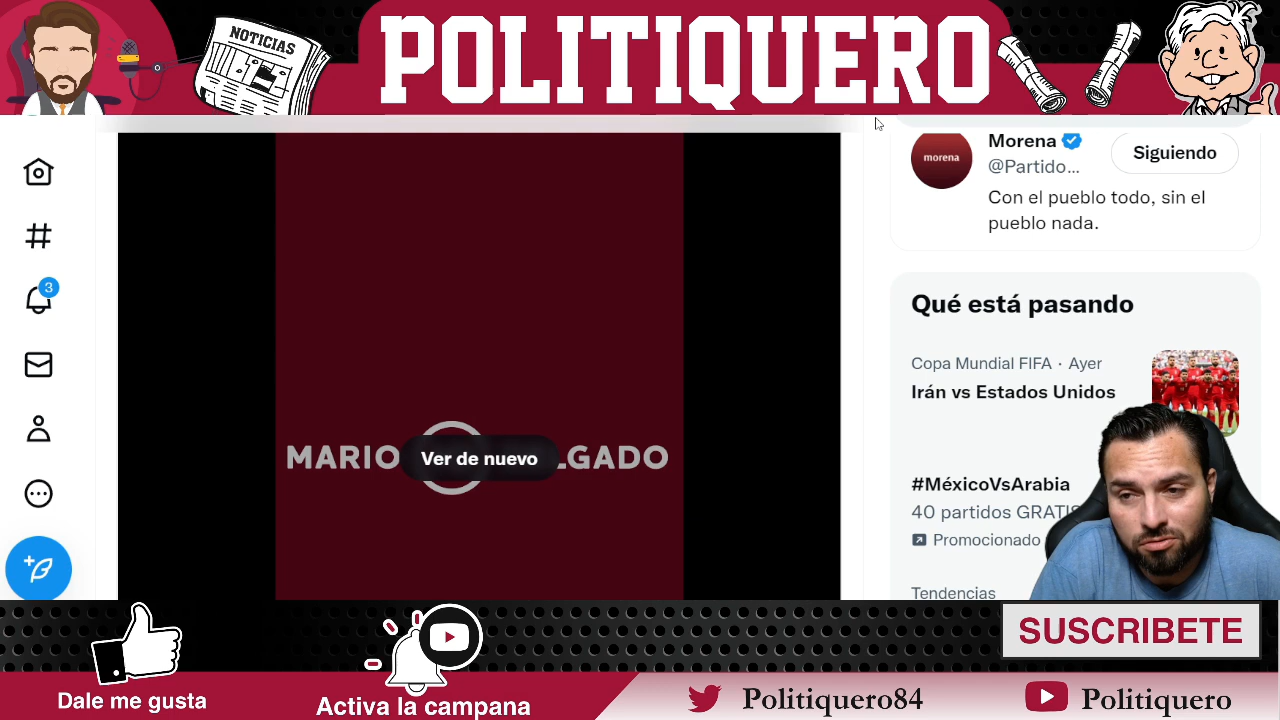 NOTICIAS
POLITIQUERO
3
MARIO
LGADO
Ver de nuevo
morena
Morena
@Partido...
Siguiendo
Con el pueblo todo, sin el
pueblo nada.
Qué está pasando
Copa Mundial FIFA · Ayer
Irán vs Estados Unidos
#MéxicoVsArabia
40 partidos GRATIS
Promocionado
Tendencias
SUSCRIBETE
Dale me gusta
Activa la campana
Politiquero84
Politiquero